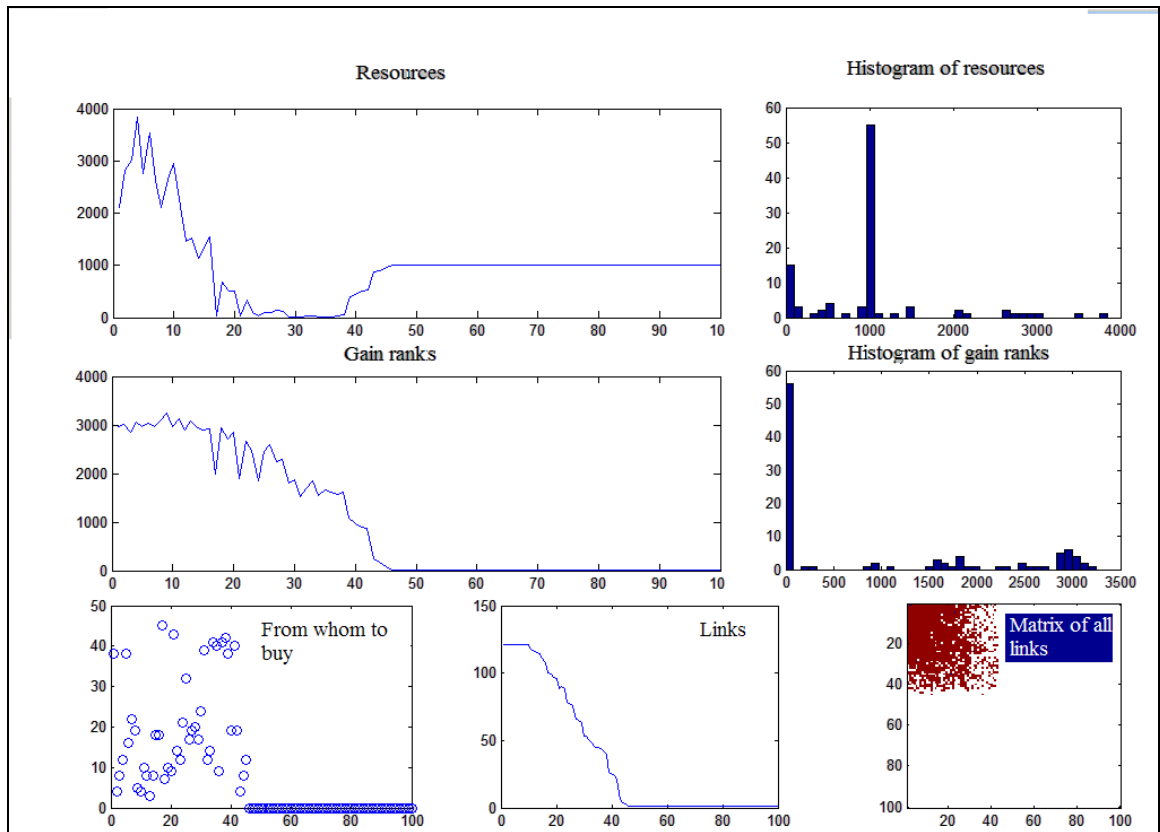 Resources
4000
3000
2000
1000
0
0 10 20 30 40 50 60 70 80 90 10
Histogram of resources
60
50
40
30
20
10
0
0 1000 2000 3000 4000
Gain ranks
4000
3000
2000
1000
0
0 10 20 30 40 50 60 70 80 90 10
Histogram of gain ranks
60
50
40
30
20
10
0
0 500 1000 1500 2000 2500 3000 3500
From whom to
buy
50
40
30
20
10
0
0 20 40 60 80 100
Links
150
100
50
0
0 20 40 60 80 100
Matrix of all
links
20
40
60
80
100
20 40 60 80 100